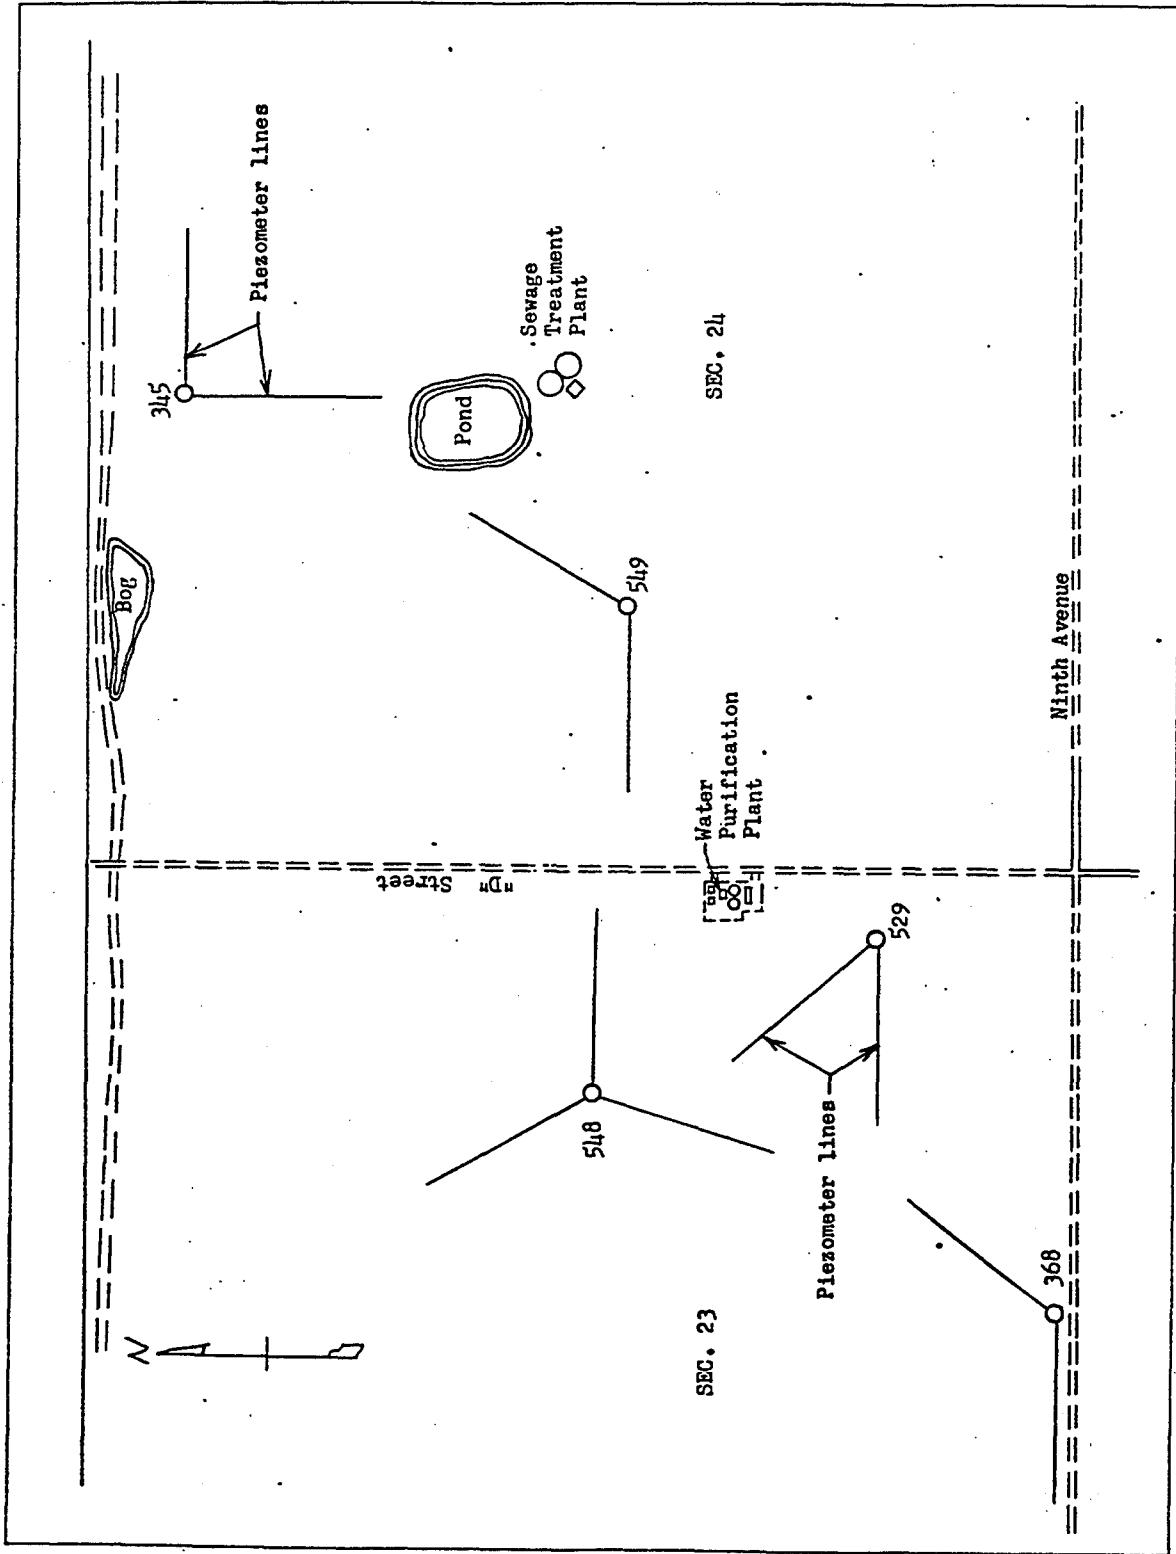 N
Bog
345
Piezometer lines
Pond
Sewage
Treatment
Plant
549
"D" Street
548
Water
Purification
Plant
529
Piezometer lines
SEC. 23
SEC. 24
368
Ninth Avenue